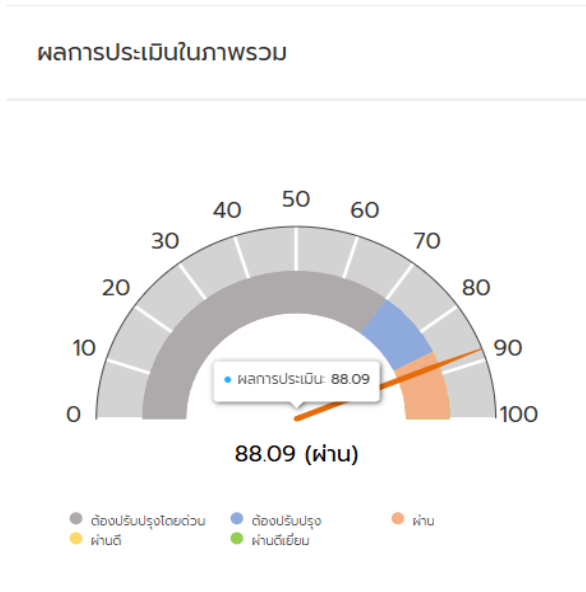 ผลการประเมินในภาพรวม
50
40 60
30 70
20 80
10 90
ผลการประเมิน: 88.09
0 100
88.09 (ผ่าน)
ต้องปรับปรุงโดยด่วน ต้องปรับปรุง ผ่าน
ผ่านดี ผ่านดีเยี่ยม